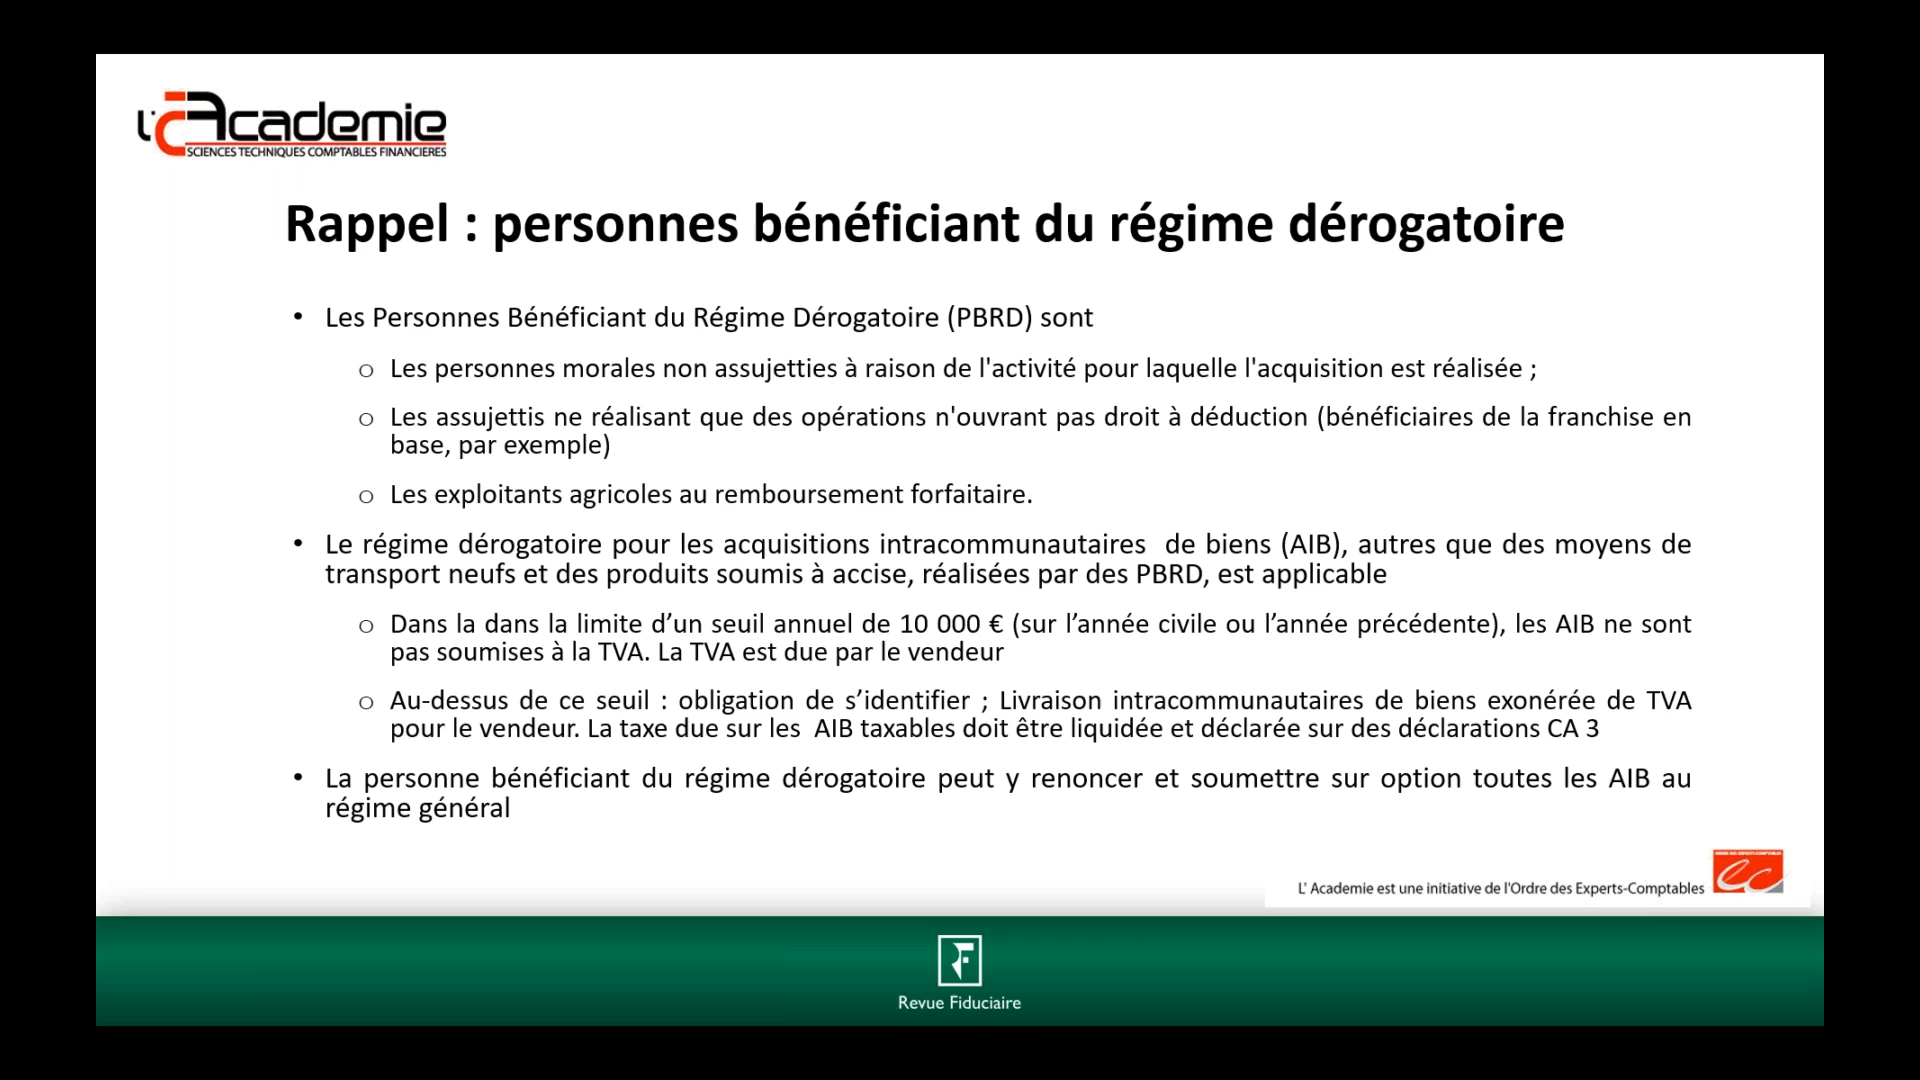 L'Academie
SCIENCES TECHNIQUES COMPTABLES FINANCIERES
Rappel : personnes bénéficiant du régime dérogatoire
• Les Personnes Bénéficiant du Régime Dérogatoire (PBRD) sont
o Les personnes morales non assujetties à raison de l'activité pour laquelle l'acquisition est réalisée ;
o Les assujettis ne réalisant que des opérations n'ouvrant pas droit à déduction (bénéficiaires de la franchise en
base, par exemple)
o Les exploitants agricoles au remboursement forfaitaire.
• Le régime dérogatoire pour les acquisitions intracommunautaires de biens (AIB), autres que des moyens de
transport neufs et des produits soumis à accise, réalisées par des PBRD, est applicable
o Dans la dans la limite d’un seuil annuel de 10 000 € (sur l’année civile ou l’année précédente), les AIB ne sont
pas soumises à la TVA. La TVA est due par le vendeur
o Au-dessus de ce seuil : obligation de s’identifier ; Livraison intracommunautaires de biens exonérée de TVA
pour le vendeur. La taxe due sur les AIB taxables doit être liquidée et déclarée sur des déclarations CA 3
• La personne bénéficiant du régime dérogatoire peut y renoncer et soumettre sur option toutes les AIB au
régime général
L' Academie est une initiative de l'Ordre des Experts-Comptables
ec
Revue Fiduciaire